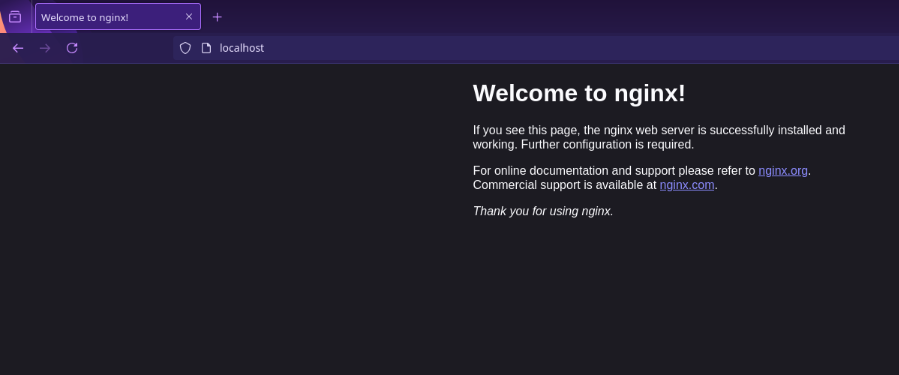 Welcome to nginx!
localhost
Welcome to nginx!
If you see this page, the nginx web server is successfully installed and
working. Further configuration is required.
For online documentation and support please refer to nginx.org.
Commercial support is available at nginx.com.
Thank you for using nginx.